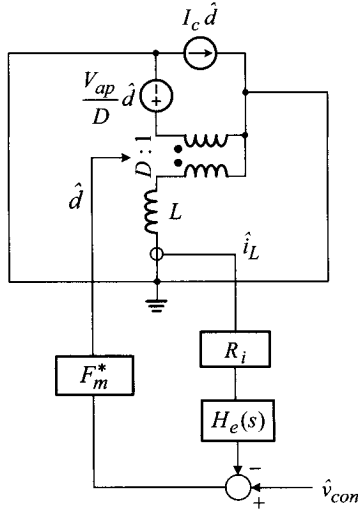 I_c d̂
V_ap/D d̂
− +
D : 1
d̂
L
î_L
R_i
F_m^*
H_e(s)
−
+
v̂_con